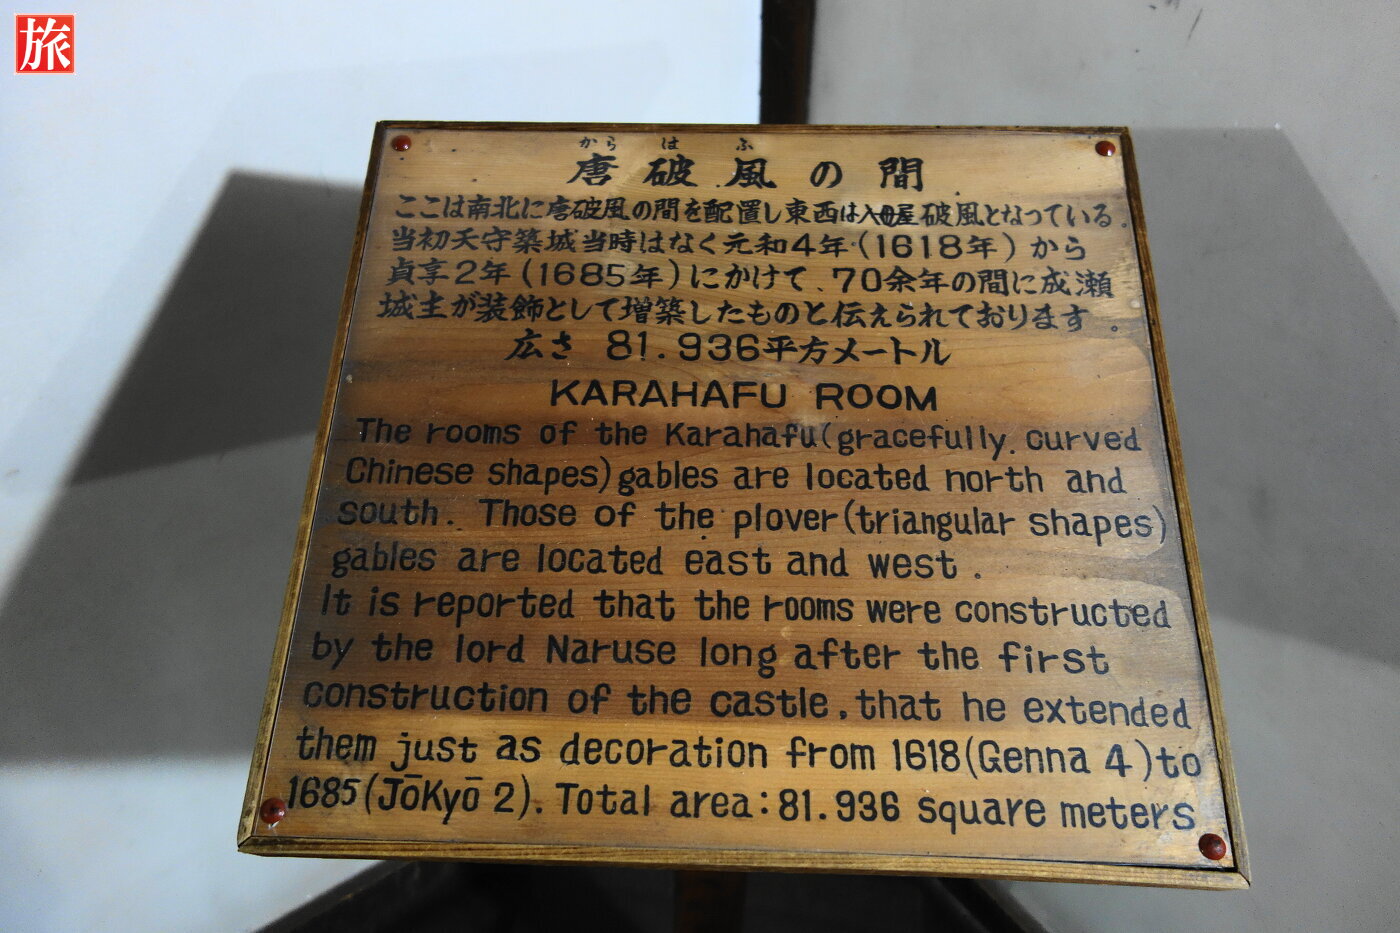 旅
からはふ
唐破風の間
ここは南北に唐破風の間を配置し東西は入母屋破風となっている。
当初天守築城当時はなく元和4年(1618年)から
貞享2年(1685年)にかけて、70余年の間に成瀬
城主が装飾として増築したものと伝えられております。
広さ 81.936平方メートル
KARAHAFU ROOM
The rooms of the Karahafu(gracefully. curved
Chinese shapes)gables are located north and
south. Those of the plover(triangular shapes)
gables are located east and west.
It is reported that the rooms were constructed
by the lord Naruse long after the first
construction of the castle, that he extended
them just as decoration from 1618(Genna 4)to
1685(JōKyō 2). Total area:81.936 square meters